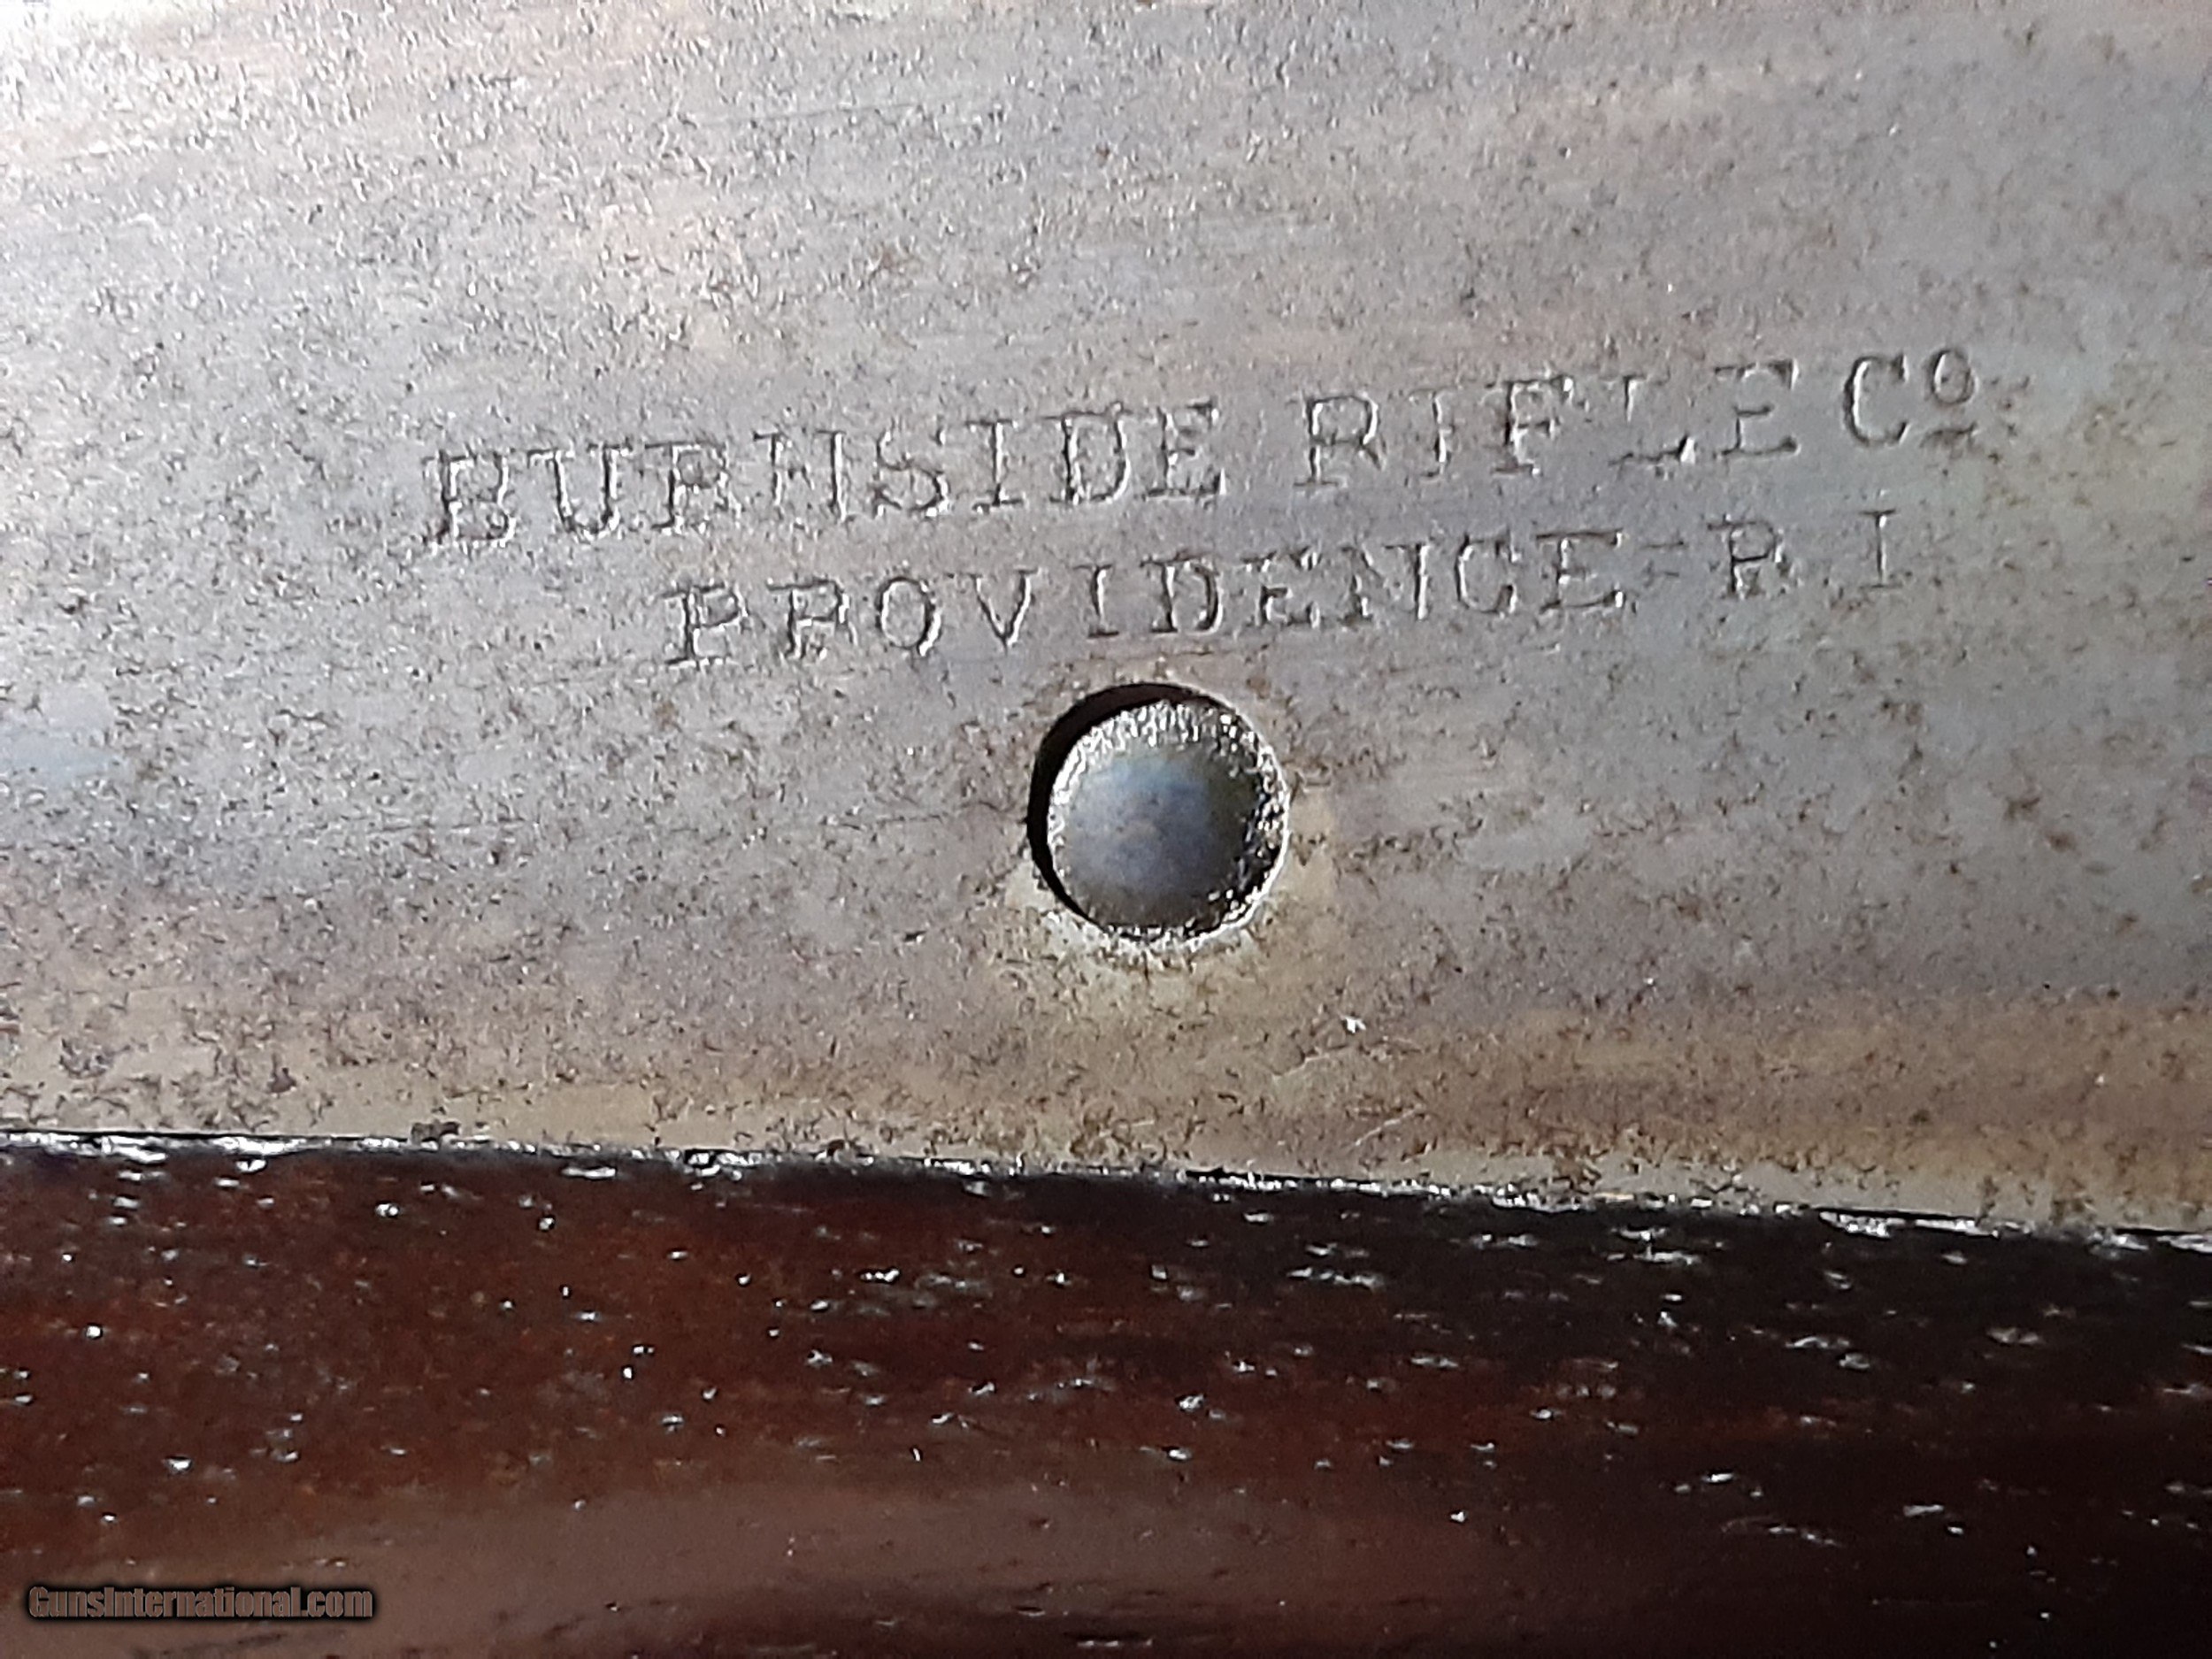 BURNSIDE RIFLE Co
PROVIDENCE-R.I
GunsInternational.com